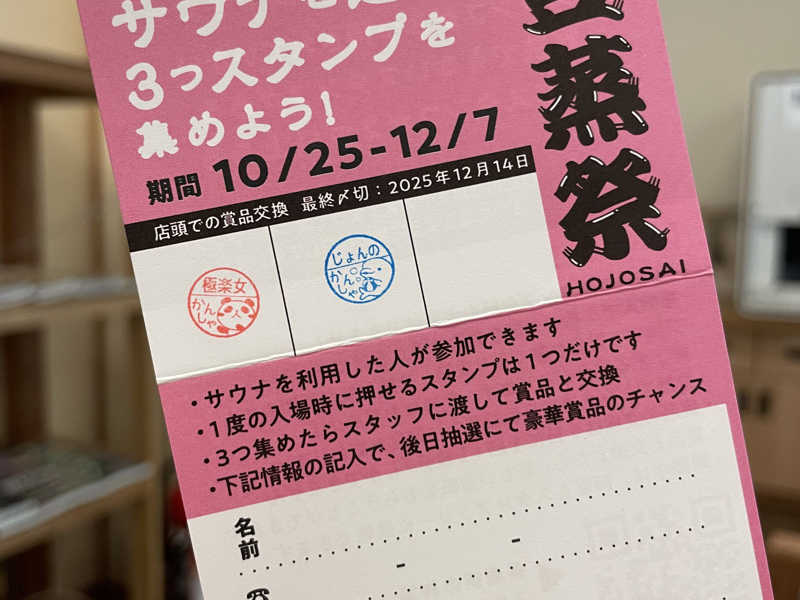 サウナ
3つスタンプを
集めよう!
期間 10/25-12/7
蒸祭
HOJOSAI
店頭での賞品交換 最終〆切:2025年12月14日
極楽女
かんしゃ
じょんの
かんしゃ
・サウナを利用した人が参加できます
・1度の入場時に押せるスタンプは1つだけです
・3つ集めたらスタッフに渡して賞品と交換
・下記情報の記入で、後日抽選にて豪華賞品のチャンス
名前
☎ - -